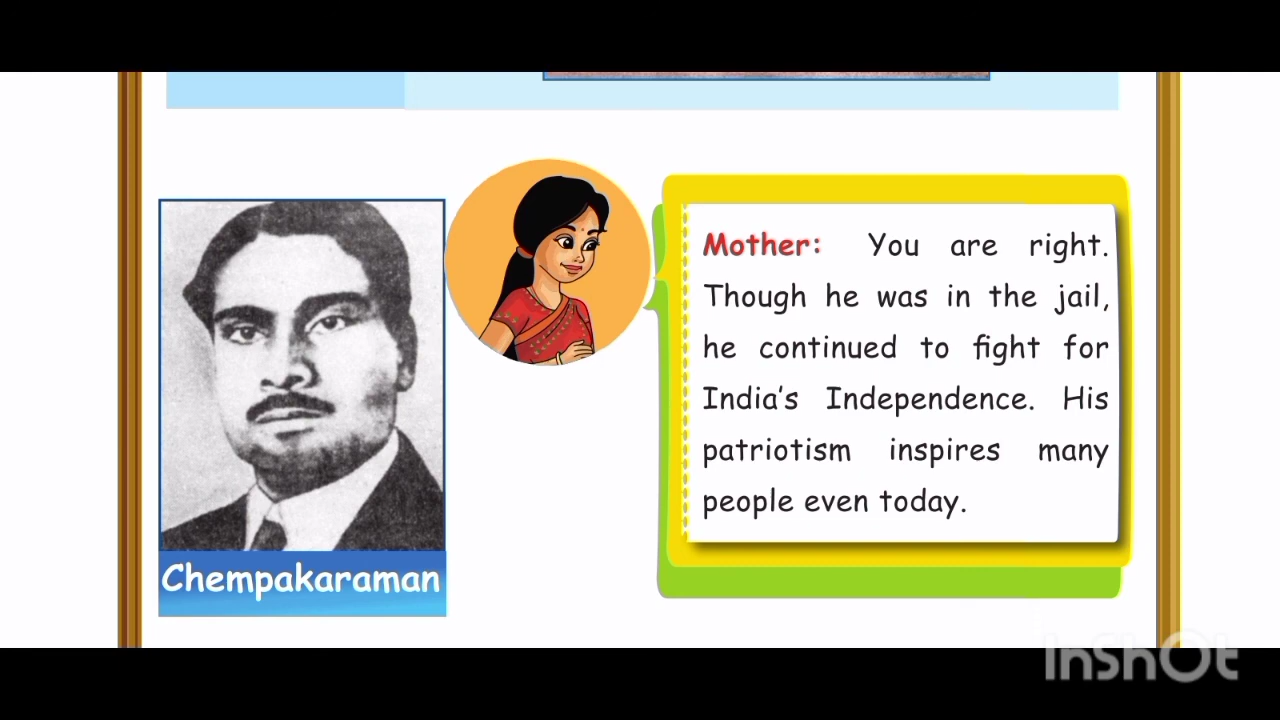 Mother: You are right.
Though he was in the jail,
he continued to fight for
India's Independence. His
patriotism inspires many
people even today.
Chempakaraman
InShOt